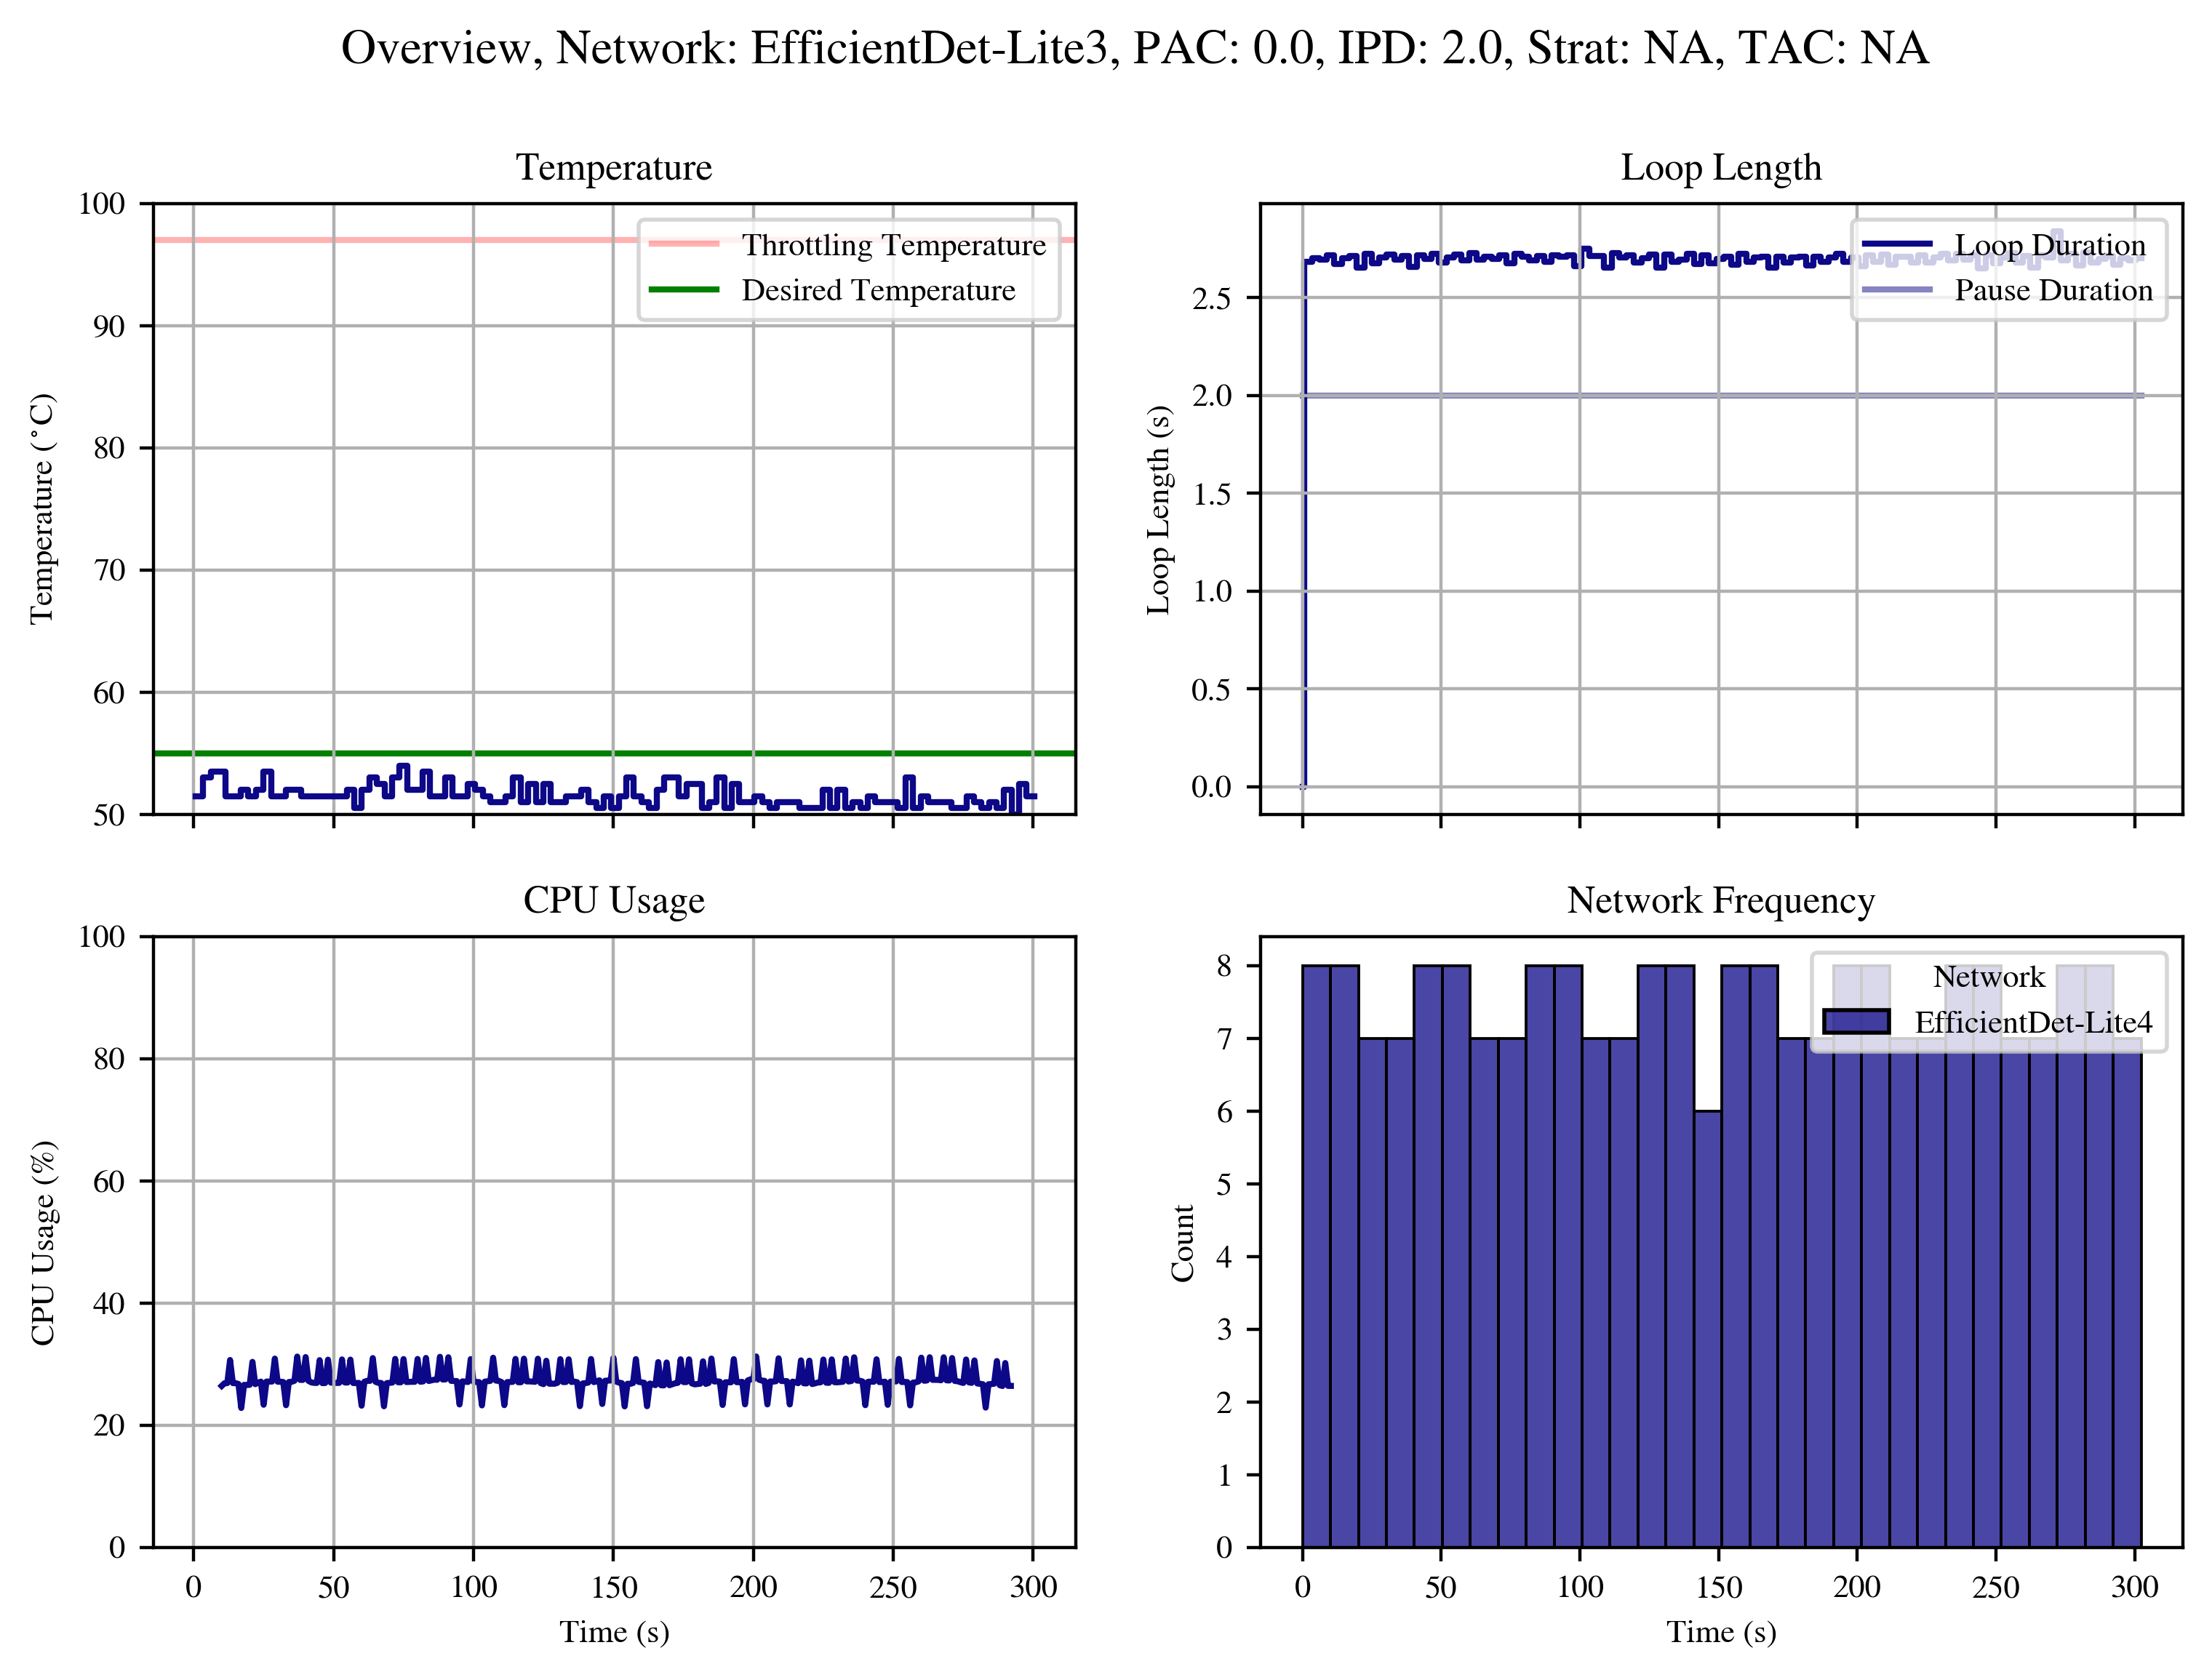 Overview, Network: EfficientDet-Lite3, PAC: 0.0, IPD: 2.0, Strat: NA, TAC: NA
Temperature
100
90
80
70
60
50
Temperature (°C)
Throttling Temperature
Desired Temperature
Loop Length
2.5
2.0
1.5
1.0
0.5
0.0
Loop Length (s)
Loop Duration
Pause Duration
CPU Usage
100
80
60
40
20
0
CPU Usage (%)
0 50 100 150 200 250 300
Time (s)
Network Frequency
8
7
6
5
4
3
2
1
0
Count
Network
EfficientDet-Lite4
0 50 100 150 200 250 300
Time (s)